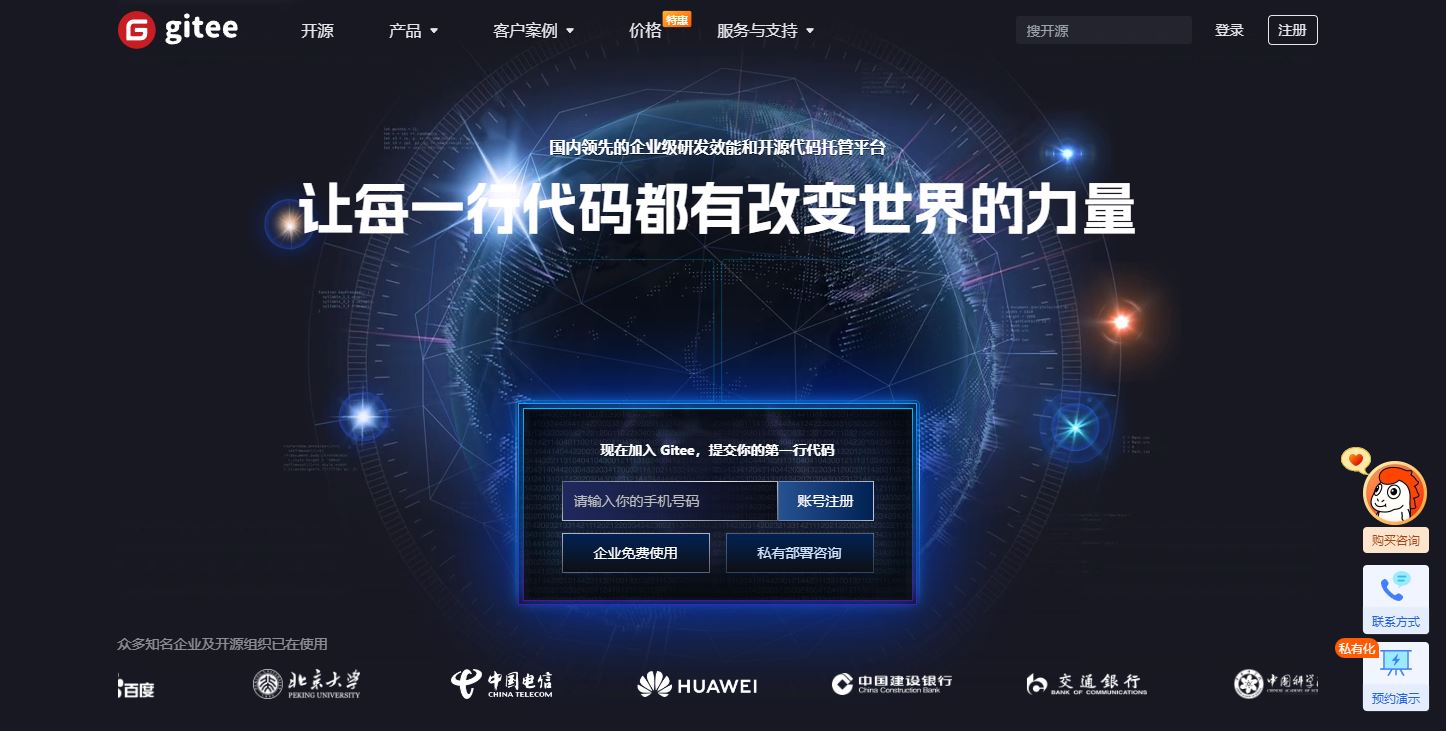 gitee
开源
产品
客户案例
价格
特惠
服务与支持
搜开源
登录
注册
国内领先的企业级研发效能和开源代码托管平台
让每一行代码都有改变世界的力量
现在加入 Gitee，提交你的第一行代码
请输入你的手机号码
账号注册
企业免费使用
私有部署咨询
购买咨询
联系方式
私有化
预约演示
众多知名企业及开源组织已在使用
百度
北京大学
PEKING UNIVERSITY
中国电信
CHINA TELECOM
HUAWEI
中国建设银行
China Construction Bank
交通银行
BANK OF COMMUNICATIONS
中国科学